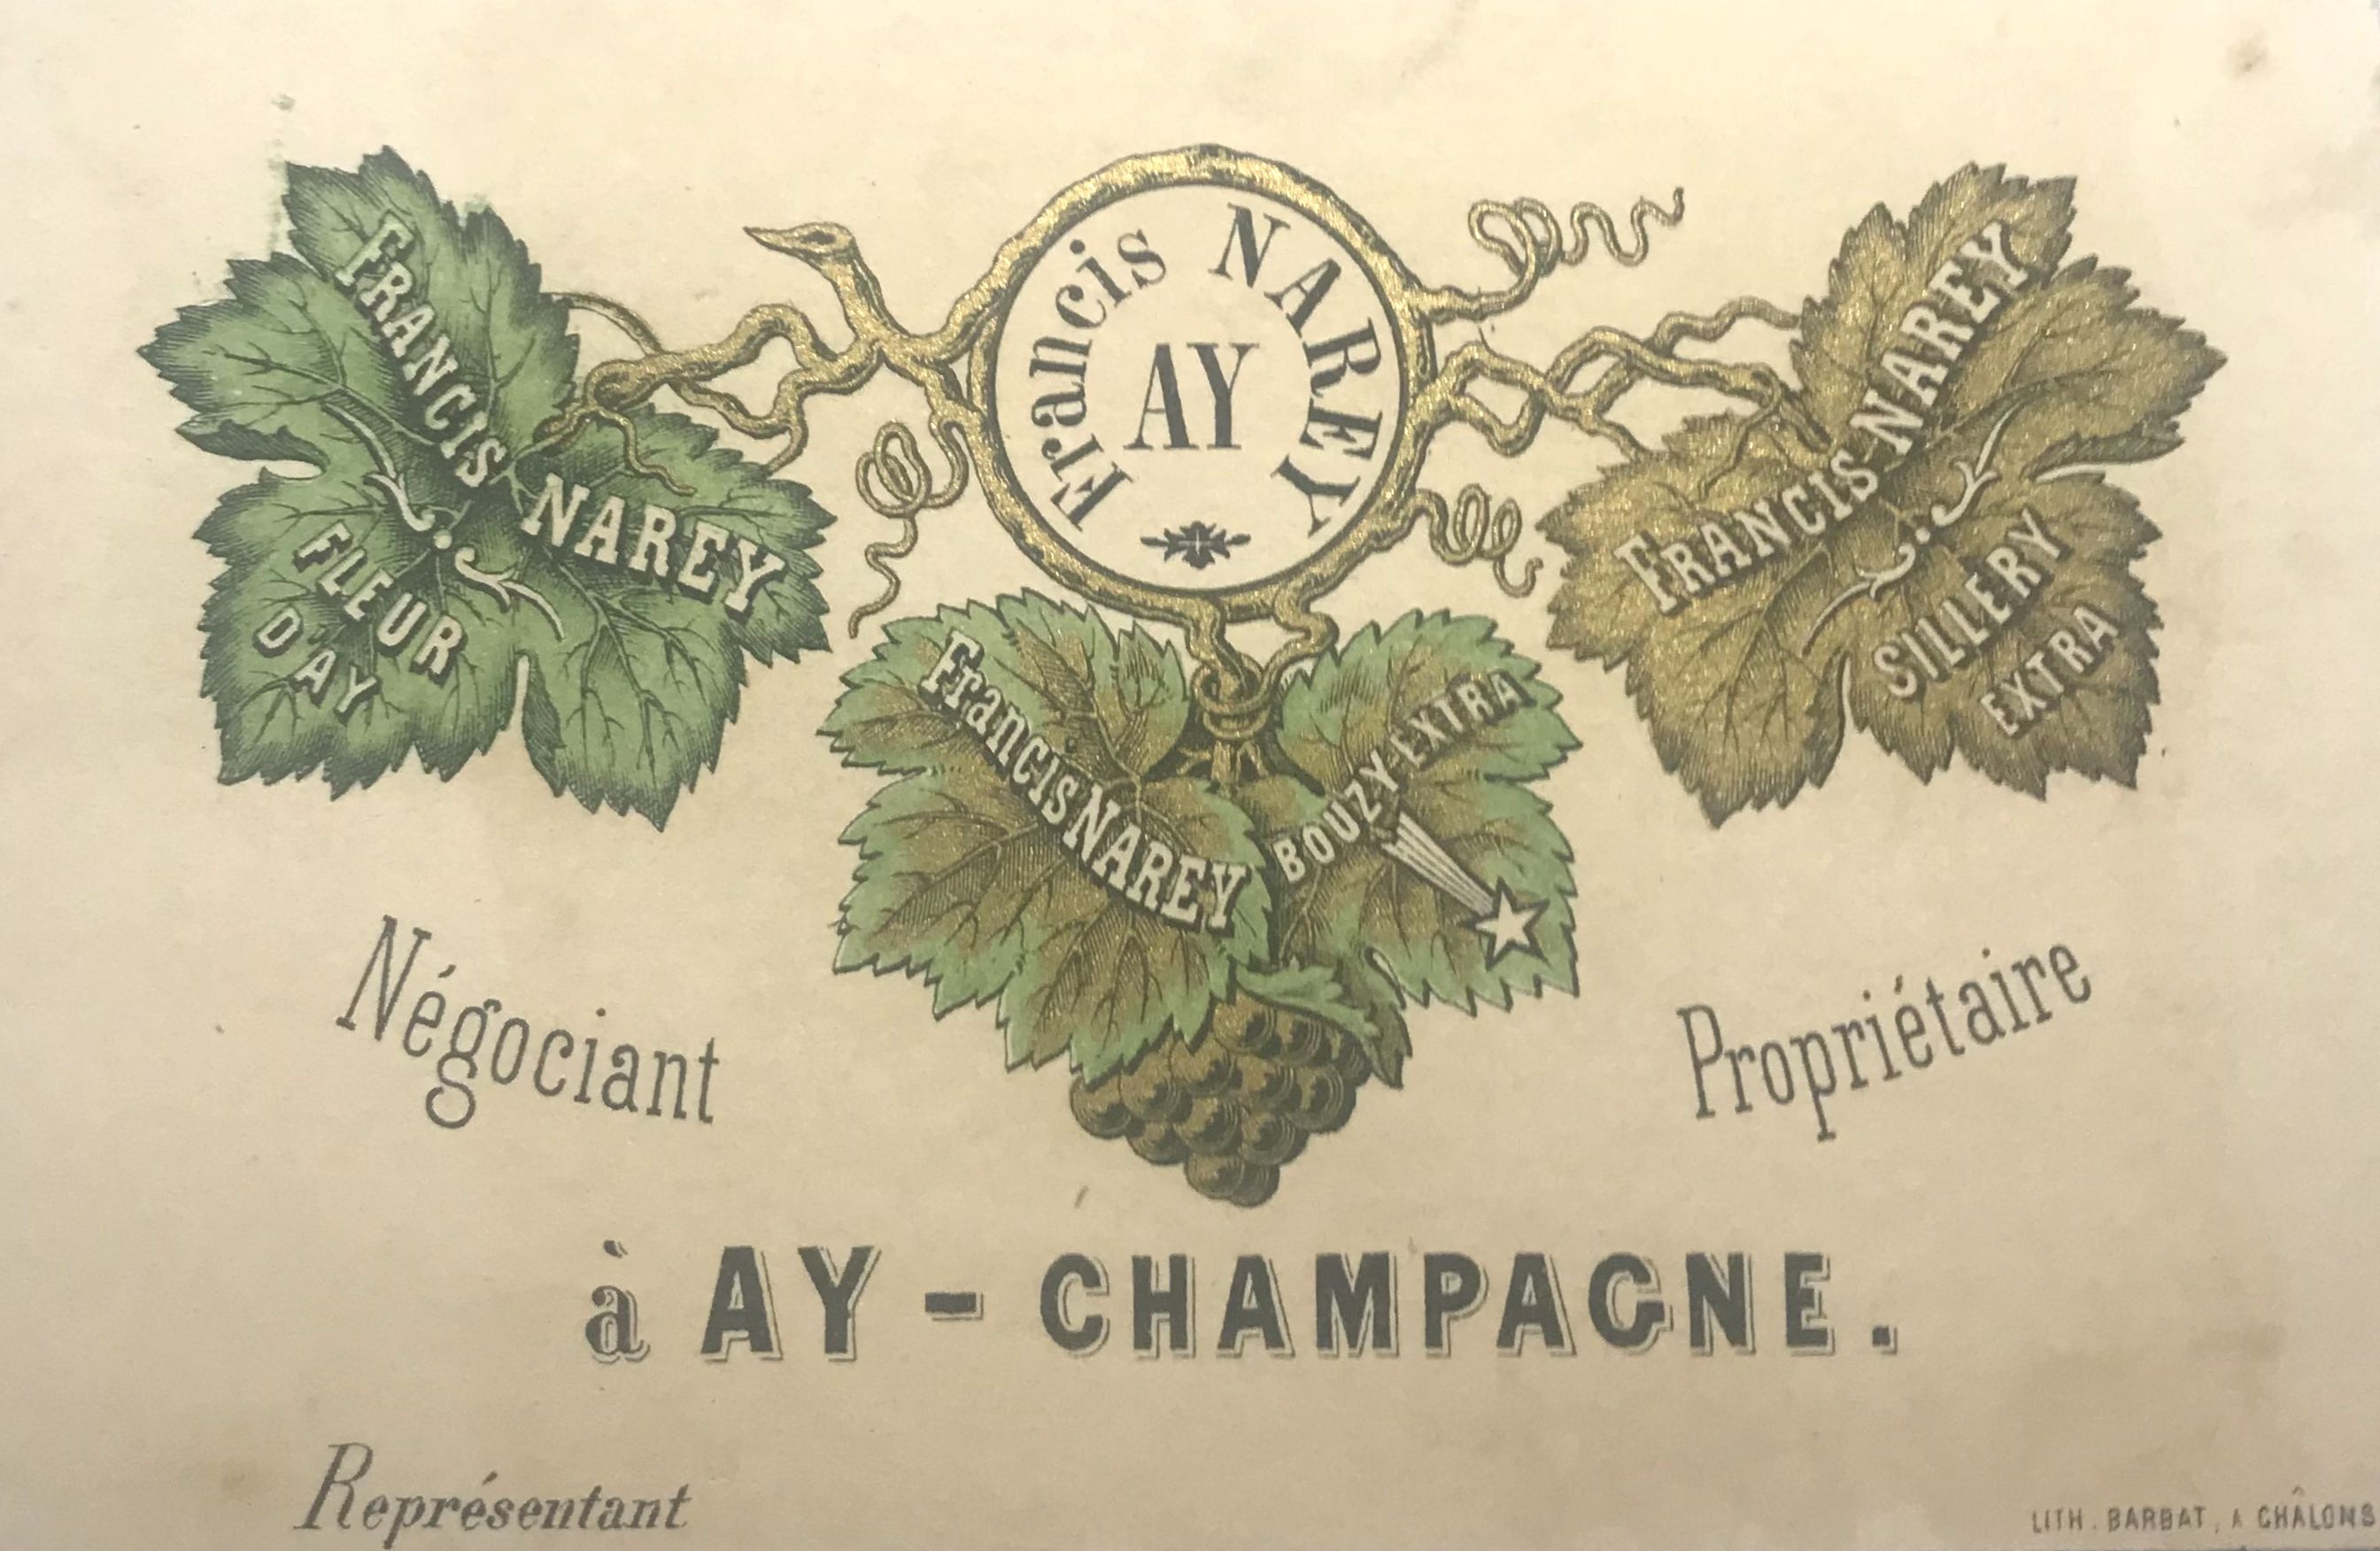 Francis NAREY
AY
FRANCIS NAREY
FLEUR
D'AY
Francis NAREY
BOUZY EXTRA
FRANCIS NAREY
SILLERY
EXTRA
Négociant
Propriétaire
à AY - CHAMPAGNE.
Représentant
LITH. BARBAT, A CHÂLONS